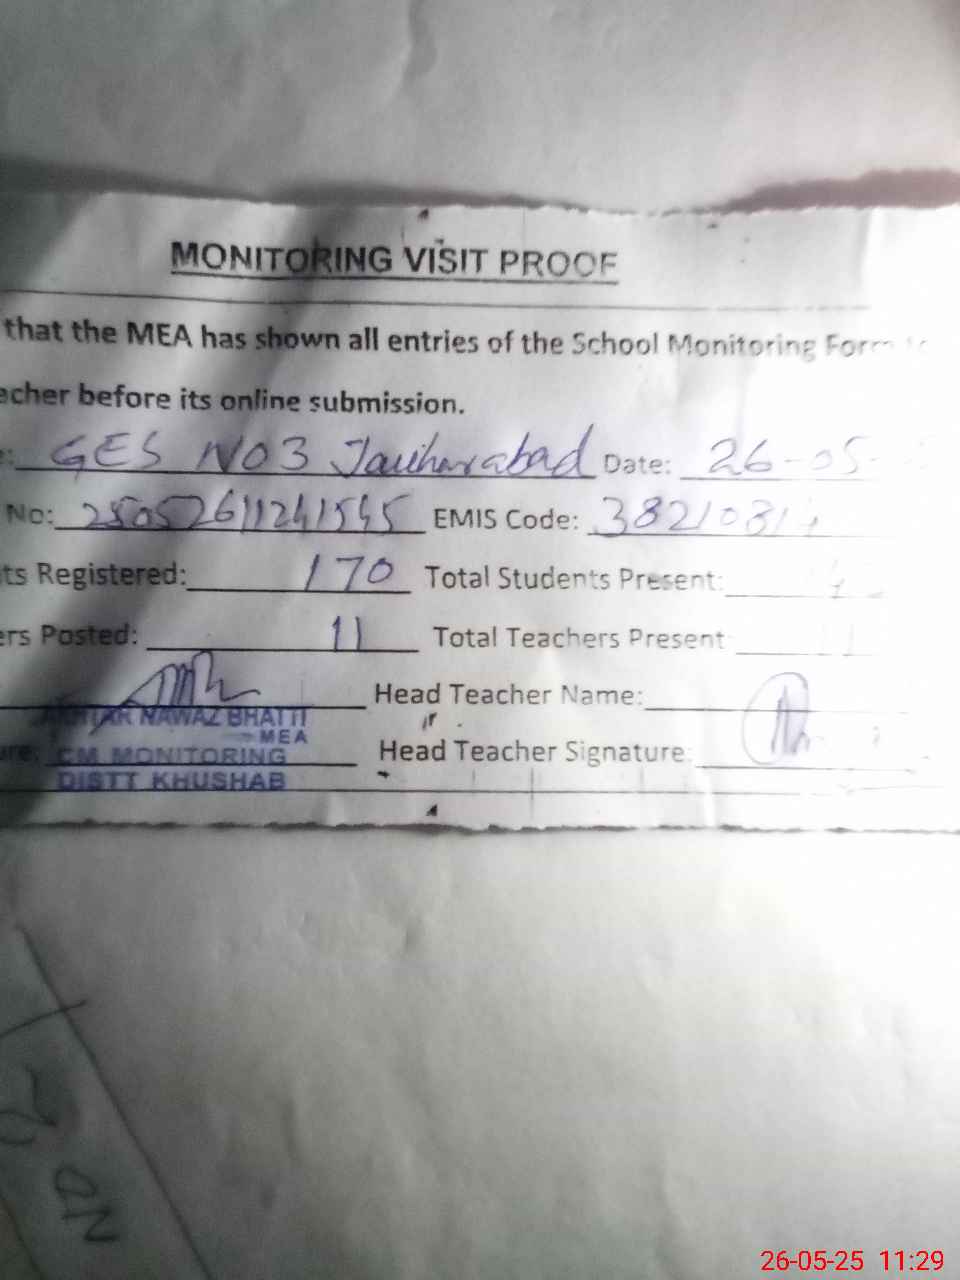 MONITORING VISIT PROOF
that the MEA has shown all entries of the School Monitoring Form
acher before its online submission.
GES NO3 Jauharabad Date: 26-05-
No: 25052611241545 EMIS Code: 3821081
ts Registered: 170 Total Students Present:
ers Posted: 11 Total Teachers Present
Head Teacher Name:
AKHTAR NAWAZ BHATTI
MEA
ure: CM MONITORING Head Teacher Signature:
DISTT KHUSHAB
26-05-25 11:29